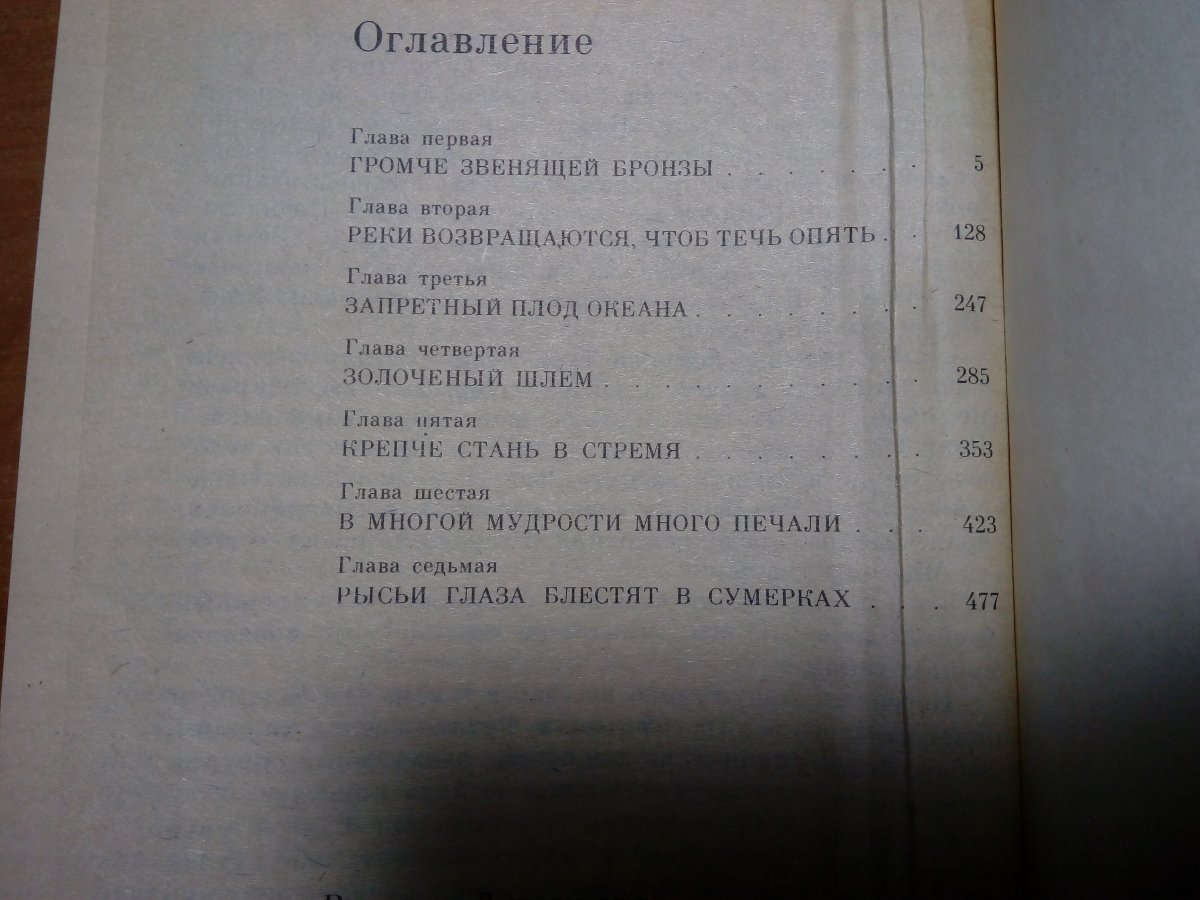 Оглавление
Глава первая
ГРОМЧЕ ЗВЕНЯЩЕЙ БРОНЗЫ . . . . . . . 5
Глава вторая
РЕКИ ВОЗВРАЩАЮТСЯ, ЧТОБ ТЕЧЬ ОПЯТЬ . . 128
Глава третья
ЗАПРЕТНЫЙ ПЛОД ОКЕАНА . . . . . . . . 247
Глава четвертая
ЗОЛОЧЕНЫЙ ШЛЕМ . . . . . . . . . . . 285
Глава пятая
КРЕПЧЕ СТАНЬ В СТРЕМЯ . . . . . . . . 353
Глава шестая
В МНОГОЙ МУДРОСТИ МНОГО ПЕЧАЛИ . . . 423
Глава седьмая
РЫСЬИ ГЛАЗА БЛЕСТЯТ В СУМЕРКАХ . . . 477